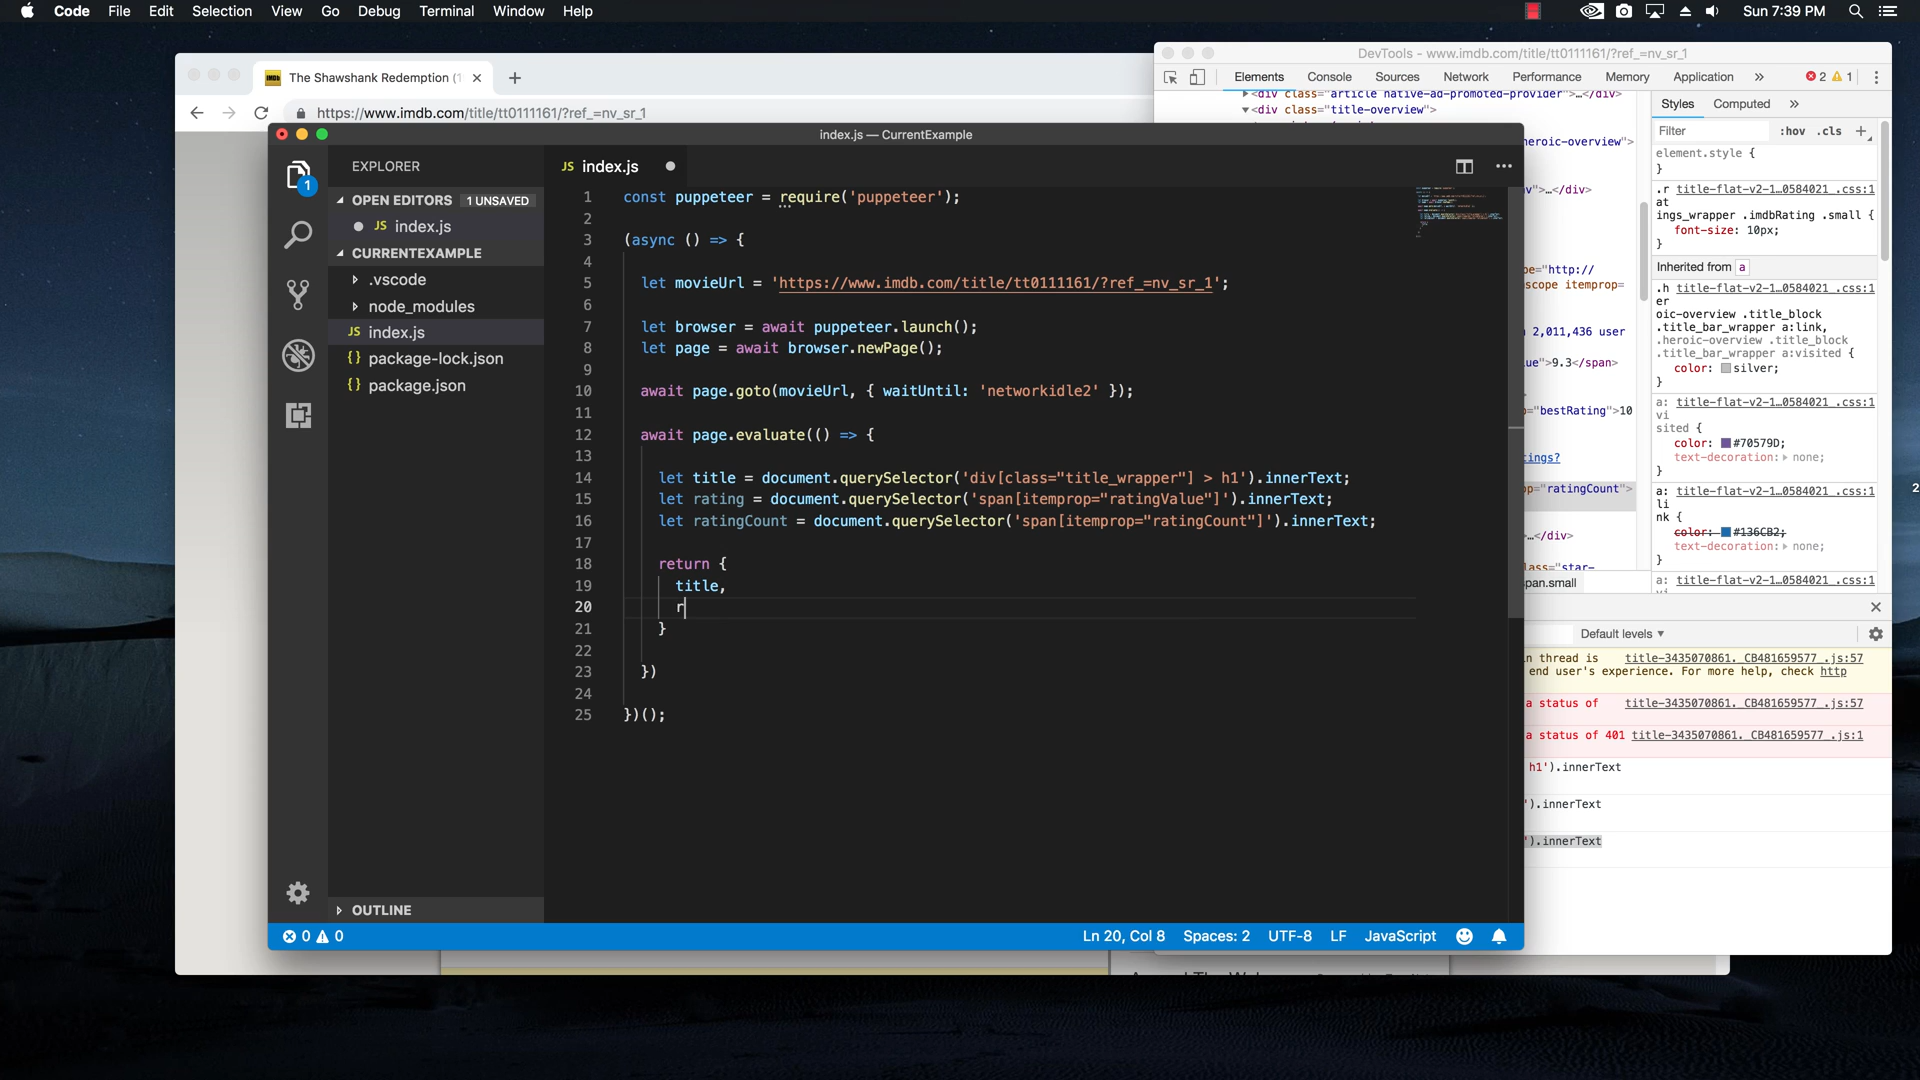 Code File Edit Selection View Go Debug Terminal Window Help
Sun 7:39 PM
The Shawshank Redemption (1
https://www.imdb.com/title/tt0111161/?ref_=nv_sr_1
DevTools - www.imdb.com/title/tt0111161/?ref_=nv_sr_1
Elements Console Sources Network Performance Memory Application » 2 1
<div class="article native-ad-promoted-provider">…</div>
<div class="title-overview">
eroic-overview">
v">…</div>
pe="http://
scope itemprop=
2,011,436 user
ue">9.3</span>
="bestRating">10
ings?
p="ratingCount">
…</div>
lass="star-
pan.small
Styles Computed »
Filter :hov .cls +
element.style {
}
.r title-flat-v2-1…0584021_.css:1
at
ings_wrapper .imdbRating .small {
font-size: 10px;
}
Inherited from a
.h title-flat-v2-1…0584021_.css:1
er
oic-overview .title_block
.title_bar_wrapper a:link,
.heroic-overview .title_block
.title_bar_wrapper a:visited {
color: silver;
}
a: title-flat-v2-1…0584021_.css:1
vi
sited {
color: #70579D;
text-decoration: none;
}
a: title-flat-v2-1…0584021_.css:1
li
nk {
color: #136CB2;
text-decoration: none;
}
a: title-flat-v2-1…0584021_.css:1
Default levels ▼
n thread is title-3435070861._CB481659577_.js:57
end user's experience. For more help, check http
a status of title-3435070861._CB481659577_.js:57
a status of 401 title-3435070861._CB481659577_.js:1
h1').innerText
').innerText
').innerText
index.js — CurrentExample
1
EXPLORER
OPEN EDITORS 1 UNSAVED
JS index.js
CURRENTEXAMPLE
.vscode
node_modules
JS index.js
{} package-lock.json
{} package.json
OUTLINE
JS index.js
1 const puppeteer = require('puppeteer');
2
3 (async () => {
4
5 let movieUrl = 'https://www.imdb.com/title/tt0111161/?ref_=nv_sr_1';
6
7 let browser = await puppeteer.launch();
8 let page = await browser.newPage();
9
10 await page.goto(movieUrl, { waitUntil: 'networkidle2' });
11
12 await page.evaluate(() => {
13
14 let title = document.querySelector('div[class="title_wrapper"] > h1').innerText;
15 let rating = document.querySelector('span[itemprop="ratingValue"]').innerText;
16 let ratingCount = document.querySelector('span[itemprop="ratingCount"]').innerText;
17
18 return {
19 title,
20 r
21 }
22
23 })
24
25 })();
0 0
Ln 20, Col 8 Spaces: 2 UTF-8 LF JavaScript
2